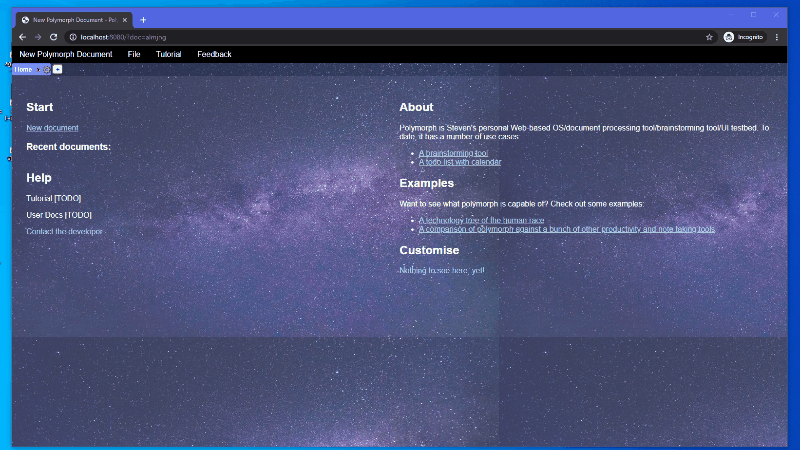 New Polymorph Document - Pol
localhost:8080/?doc=almjng
Incognito
New Polymorph Document File Tutorial Feedback
Home
Start
New document
Recent documents:
Help
Tutorial [TODO]
User Docs [TODO]
Contact the developer
About
Polymorph is Steven's personal Web-based OS/document processing tool/brainstorming tool/UI testbed. To
date, it has a number of use cases:
A brainstorming tool
A todo list with calendar
Examples
Want to see what polymorph is capable of? Check out some examples:
A technology tree of the human race
A comparison of polymorph against a bunch of other productivity and note taking tools
Customise
Nothing to see here, yet!